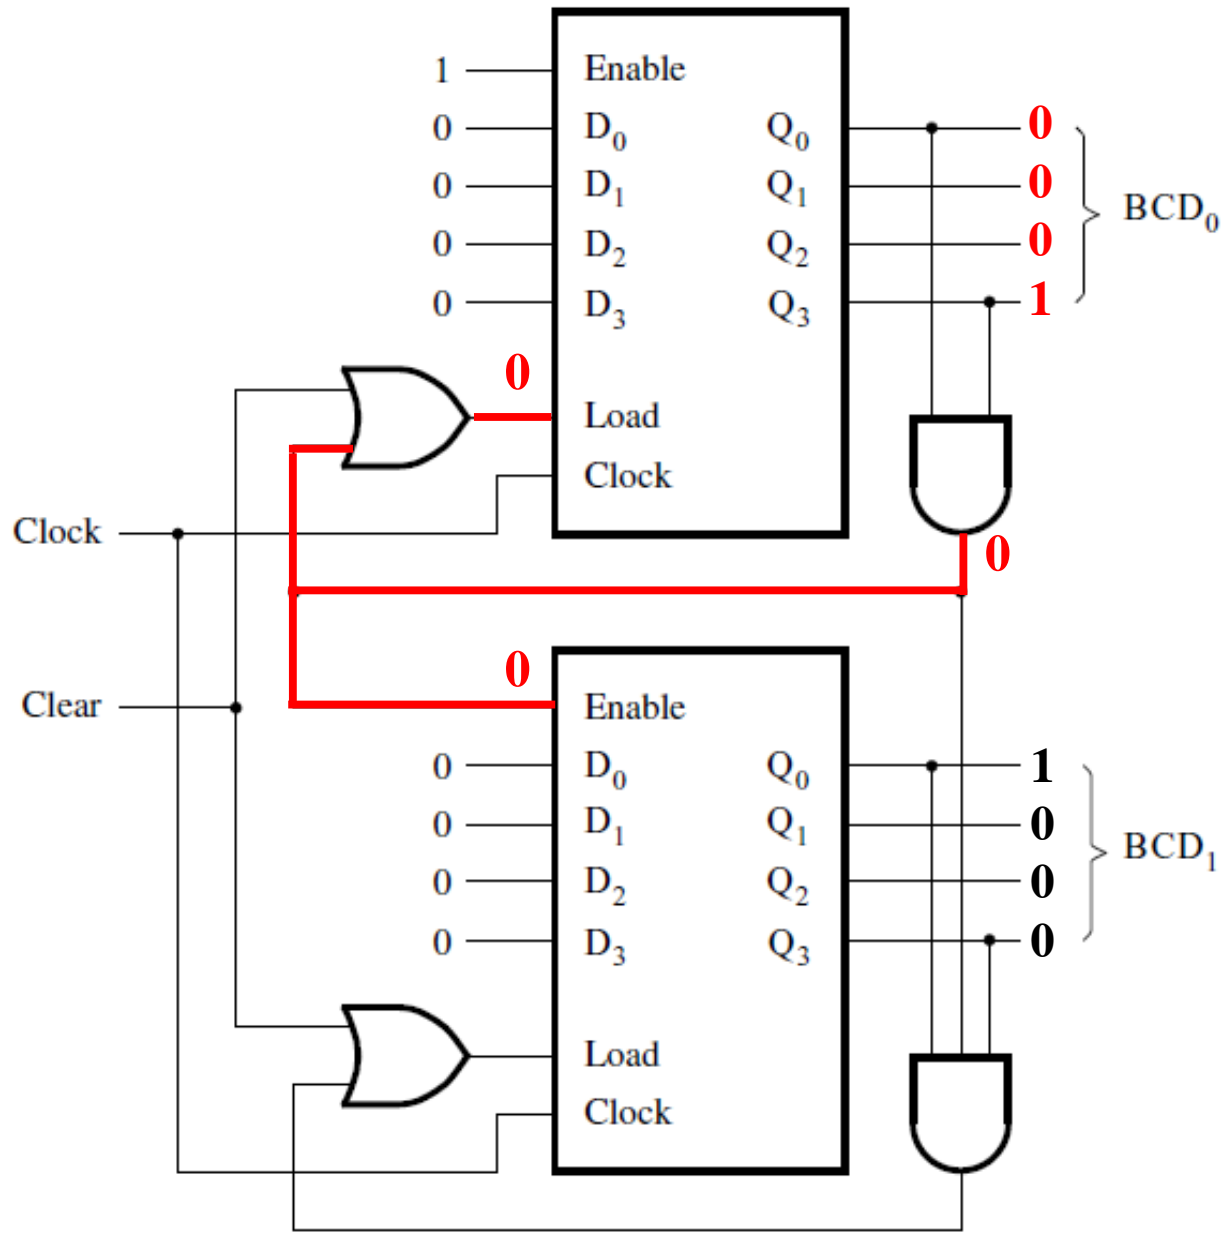 1 Enable
0 D0 Q0 0
0 D1 Q1 0
BCD0
0 D2 Q2 0
0 D3 Q3 1
0
Load
Clock
Clock
0
0
Clear
Enable
0 D0 Q0 1
0 D1 Q1 0
BCD1
0 D2 Q2 0
0 D3 Q3 0
Load
Clock